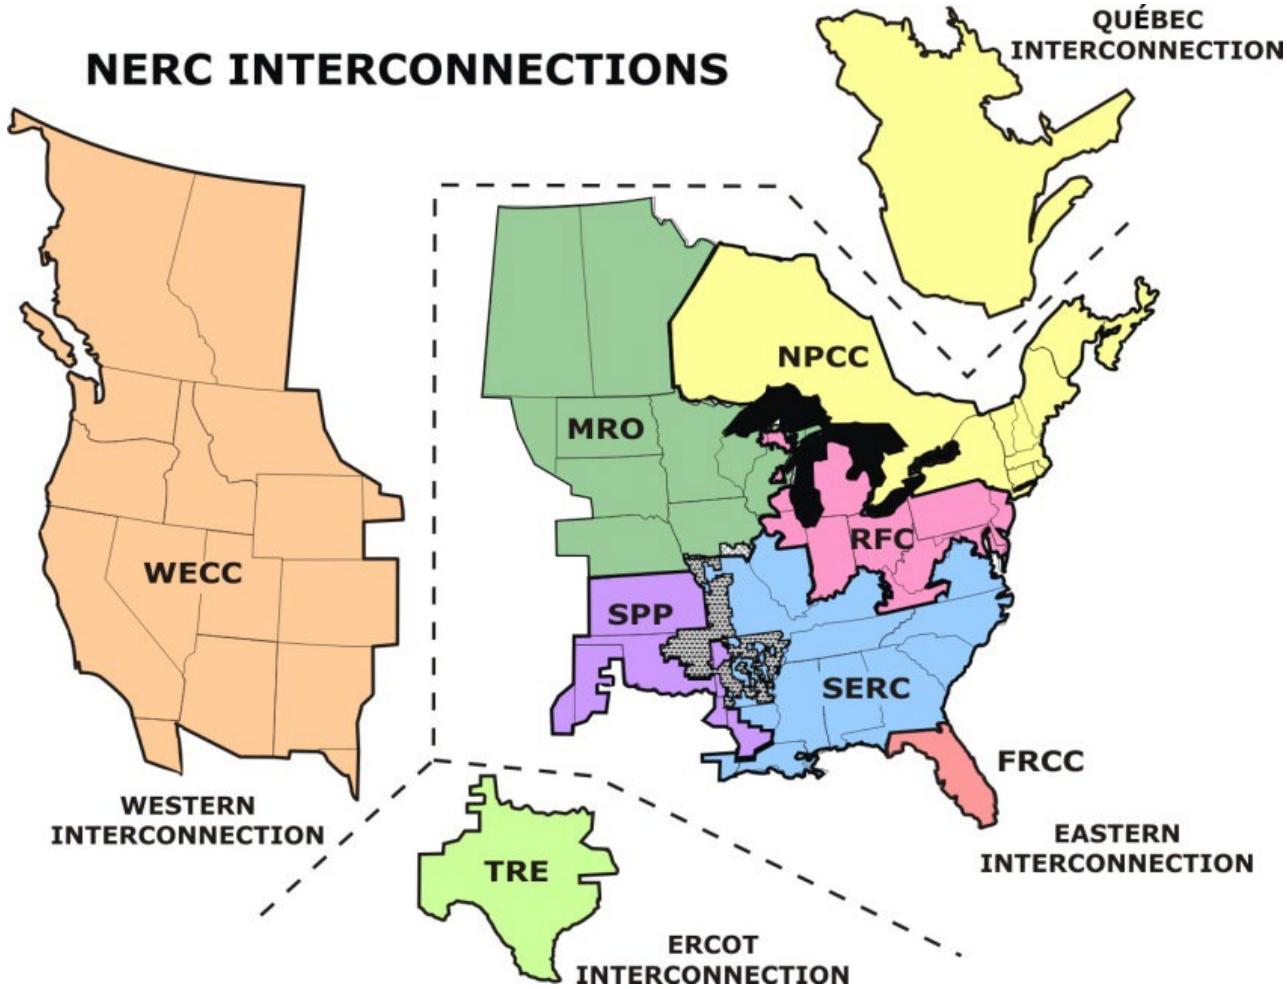 QUÉBEC
INTERCONNECTION
NERC INTERCONNECTIONS
NPCC
MRO
RFC
WECC
SPP
SERC
FRCC
WESTERN
INTERCONNECTION
EASTERN
INTERCONNECTION
TRE
ERCOT
INTERCONNECTION